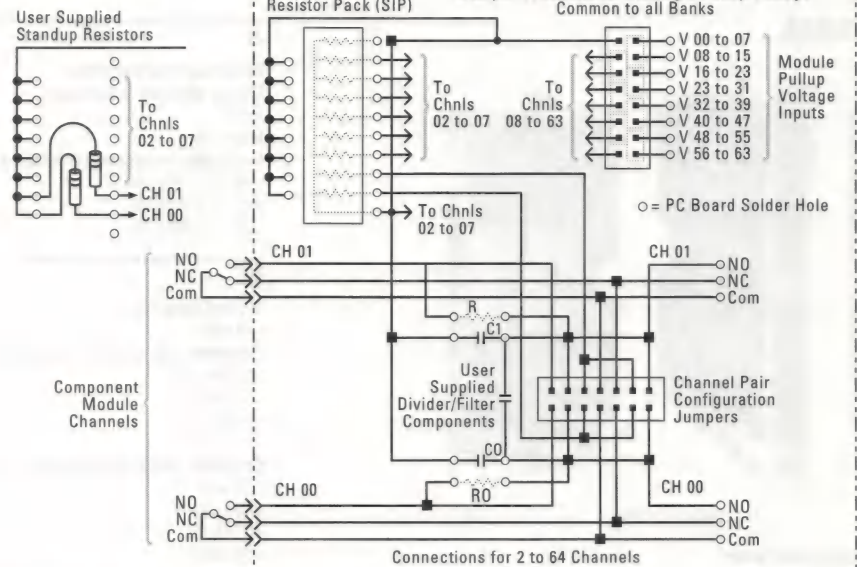 User Supplied
Standup Resistors
To
Chnls
02 to 07
CH 01
CH 00
Resistor Pack (SIP)
To
Chnls
02 to 07
To Chnls
02 to 07
Common to all Banks
To
Chnls
08 to 63
V 00 to 07
V 08 to 15
V 16 to 23
V 23 to 31
V 32 to 39
V 40 to 47
V 48 to 55
V 56 to 63
Module
Pullup
Voltage
Inputs
= PC Board Solder Hole
NO
NC
Com
CH 01
CH 01
NO
NC
Com
R
C1
User
Supplied
Divider/Filter
Components
Component
Module
Channels
Channel Pair
Configuration
Jumpers
C0
R0
NO
NC
Com
CH 00
CH 00
NO
NC
Com
Connections for 2 to 64 Channels